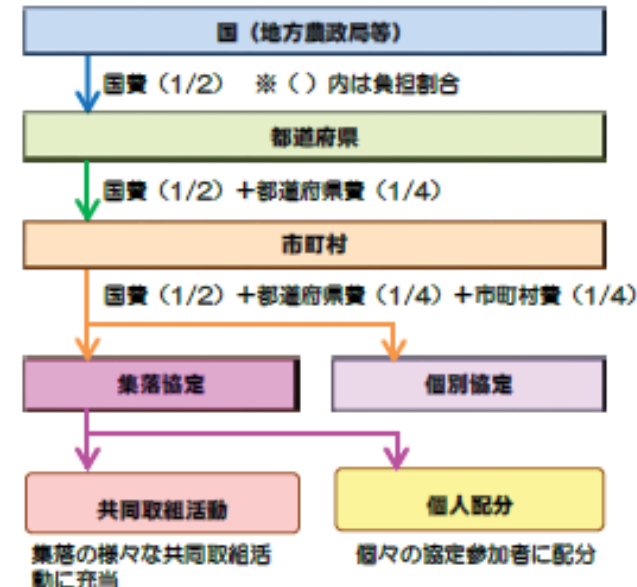 国（地方農政局等）
国費（1/2）　※（ ）内は負担割合
都道府県
国費（1/2）＋都道府県費（1/4）
市町村
国費（1/2）＋都道府県費（1/4）＋市町村費（1/4）
集落協定
個別協定
共同取組活動
個人配分
集落の様々な共同取組活
動に充当
個々の協定参加者に配分